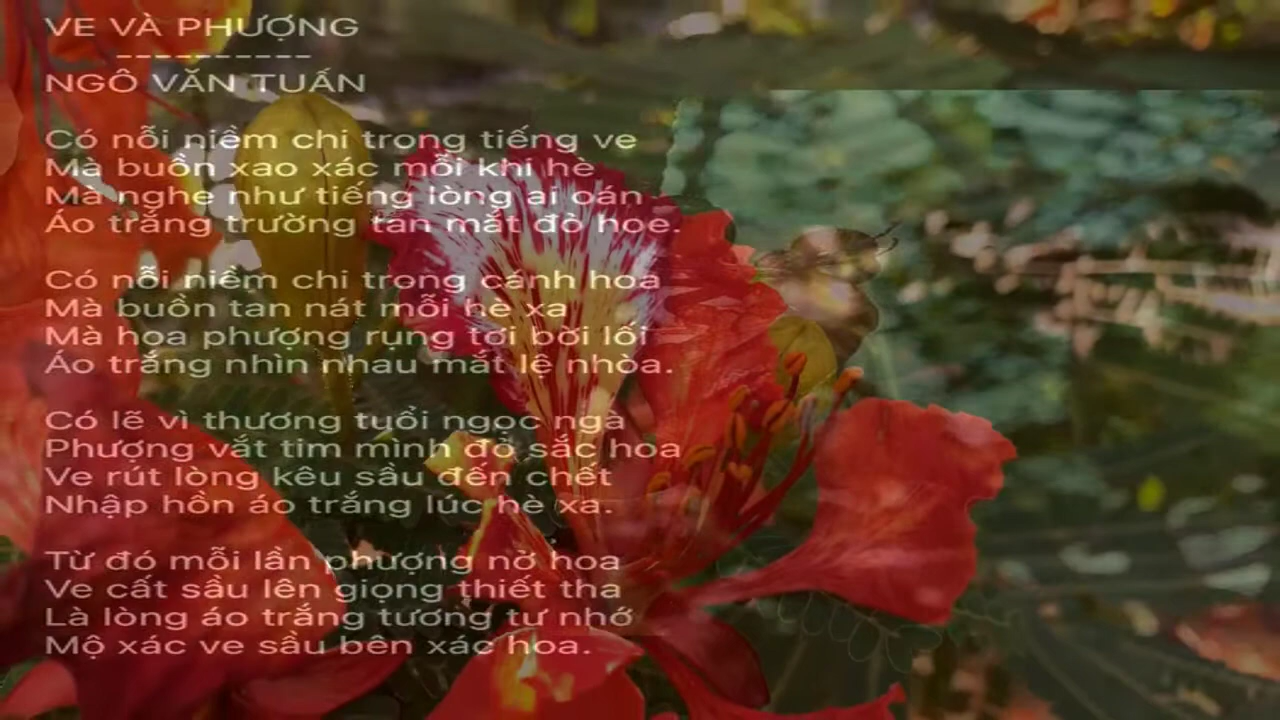 VE VÀ PHƯỢNG
----------
NGÔ VĂN TUẤN
Có nỗi niềm chi trong tiếng ve
Mà buồn xao xác mỗi khi hè
Mà nghe như tiếng lòng ai oán
Áo trắng trường tan mắt đỏ hoe.
Có nỗi niềm chi trong cánh hoa
Mà buồn tan nát mỗi hè xa
Mà hoa phượng rụng tơi bời lối
Áo trắng nhìn nhau mắt lệ nhòa.
Có lẽ vì thương tuổi ngọc ngà
Phượng vắt tim mình đỏ sắc hoa
Ve rút lòng kêu sầu đến chết
Nhập hồn áo trắng lúc hè xa.
Từ đó mỗi lần phượng nở hoa
Ve cất sầu lên giọng thiết tha
Là lòng áo trắng tương tư nhớ
Mộ xác ve sầu bên xác hoa.